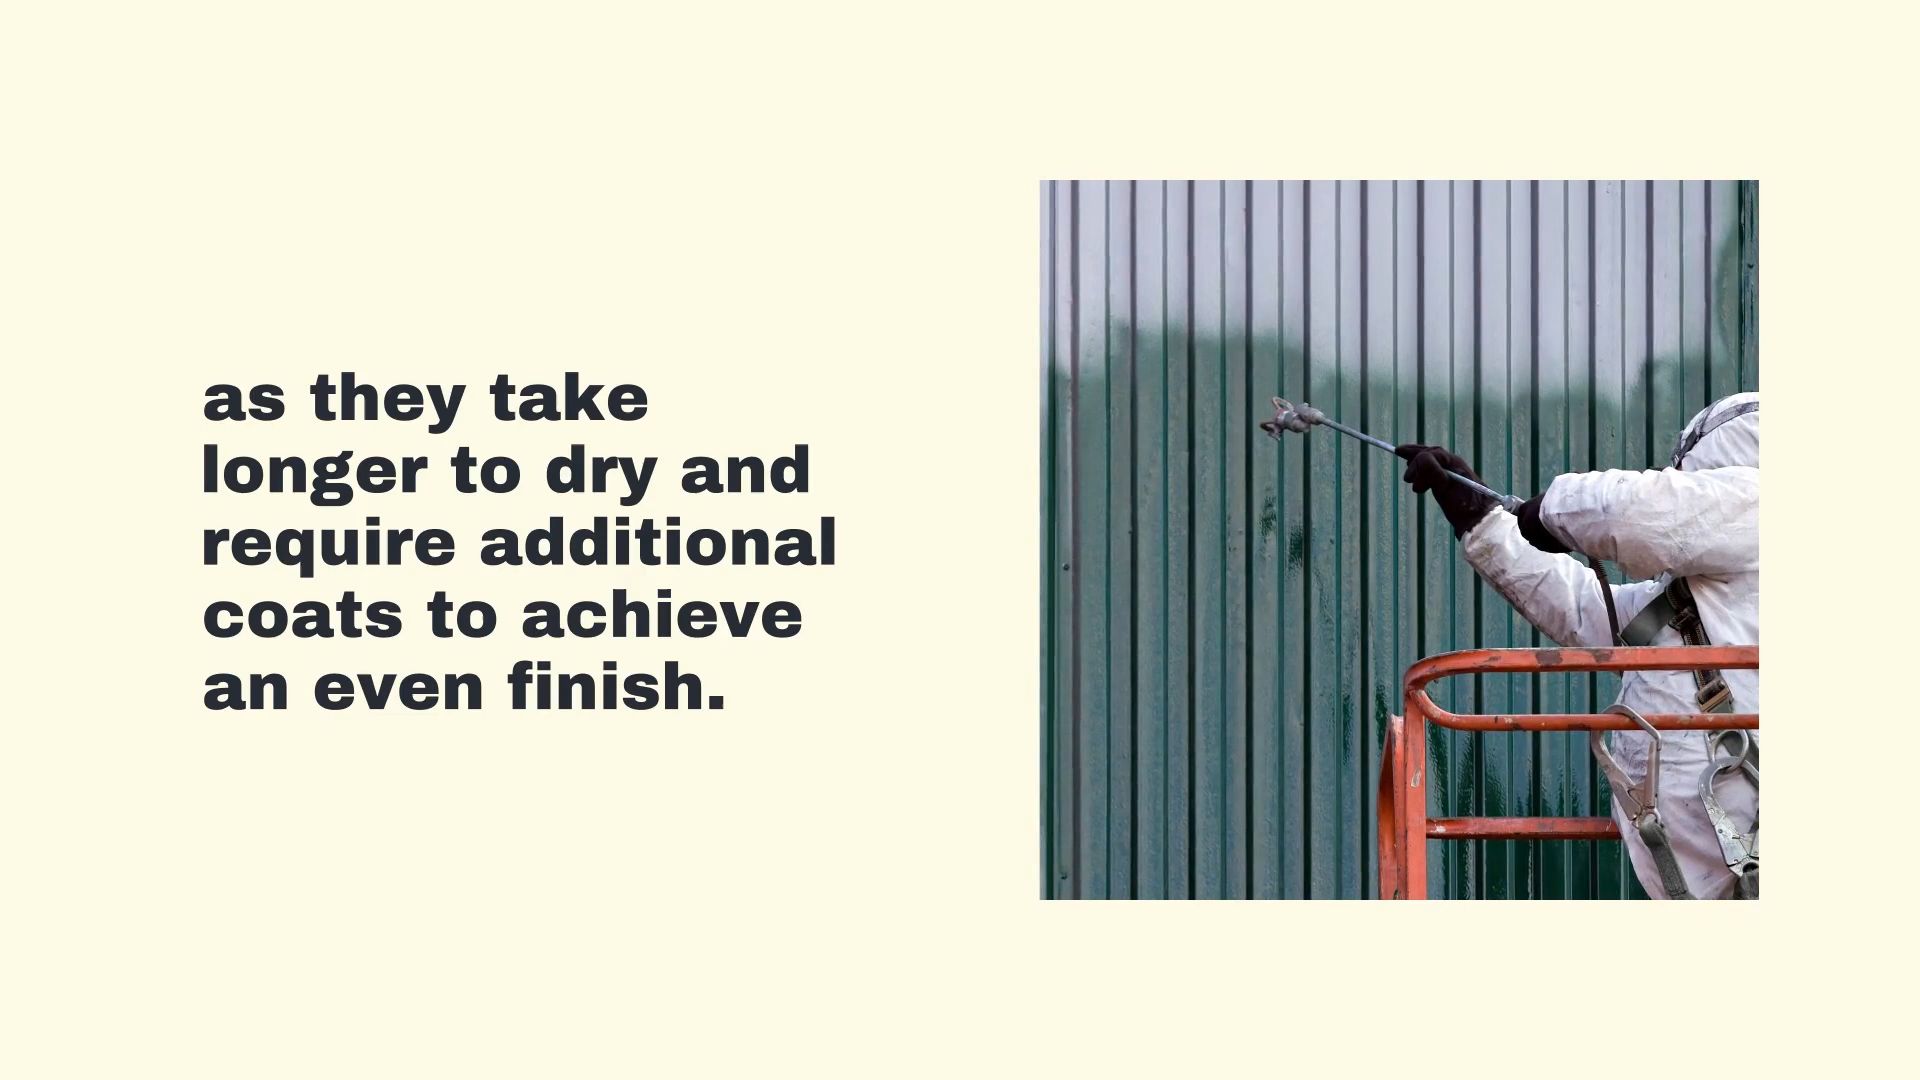 as they take
longer to dry and
require additional
coats to achieve
an even finish.